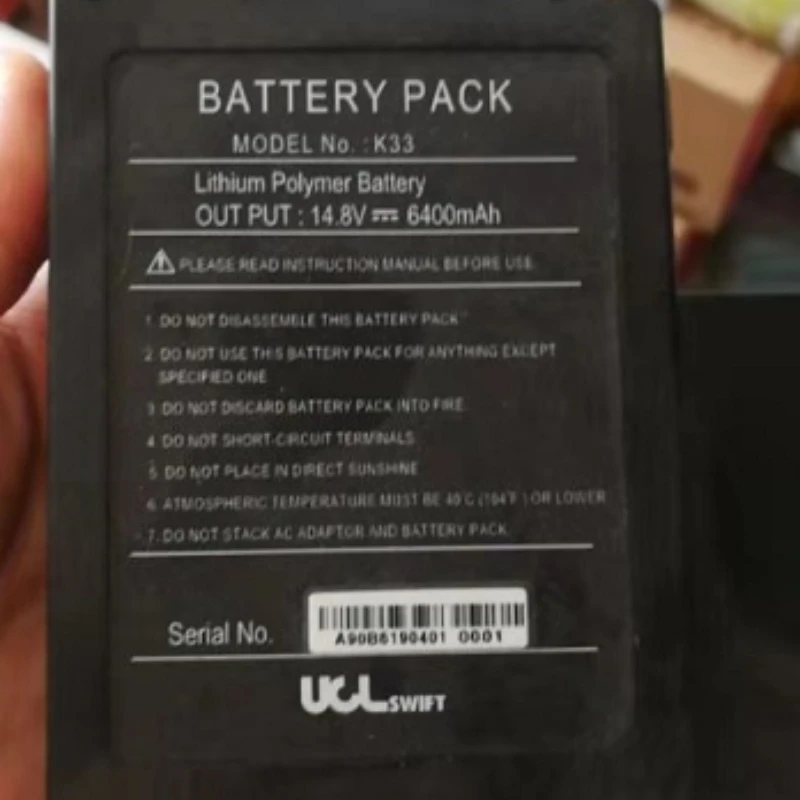 BATTERY PACK
MODEL No. : K33
Lithium Polymer Battery
OUT PUT : 14.8V ⎓ 6400mAh
⚠ PLEASE READ INSTRUCTION MANUAL BEFORE USE.
1. DO NOT DISASSEMBLE THIS BATTERY PACK
2. DO NOT USE THIS BATTERY PACK FOR ANYTHING EXCEPT
SPECIFIED ONE
3. DO NOT DISCARD BATTERY PACK INTO FIRE.
4. DO NOT SHORT-CIRCUIT TERMINALS
5. DO NOT PLACE IN DIRECT SUNSHINE
6. ATMOSPHERIC TEMPERATURE MUST BE 40°C (104°F) OR LOWER
7. DO NOT STACK AC ADAPTOR AND BATTERY PACK.
Serial No.
A90B6190401 0001
UCL SWIFT